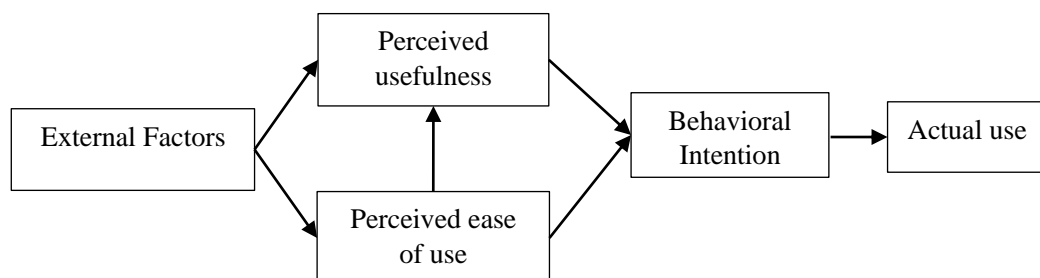 Perceived
usefulness
External Factors
Behavioral
Intention
Actual use
Perceived ease
of use